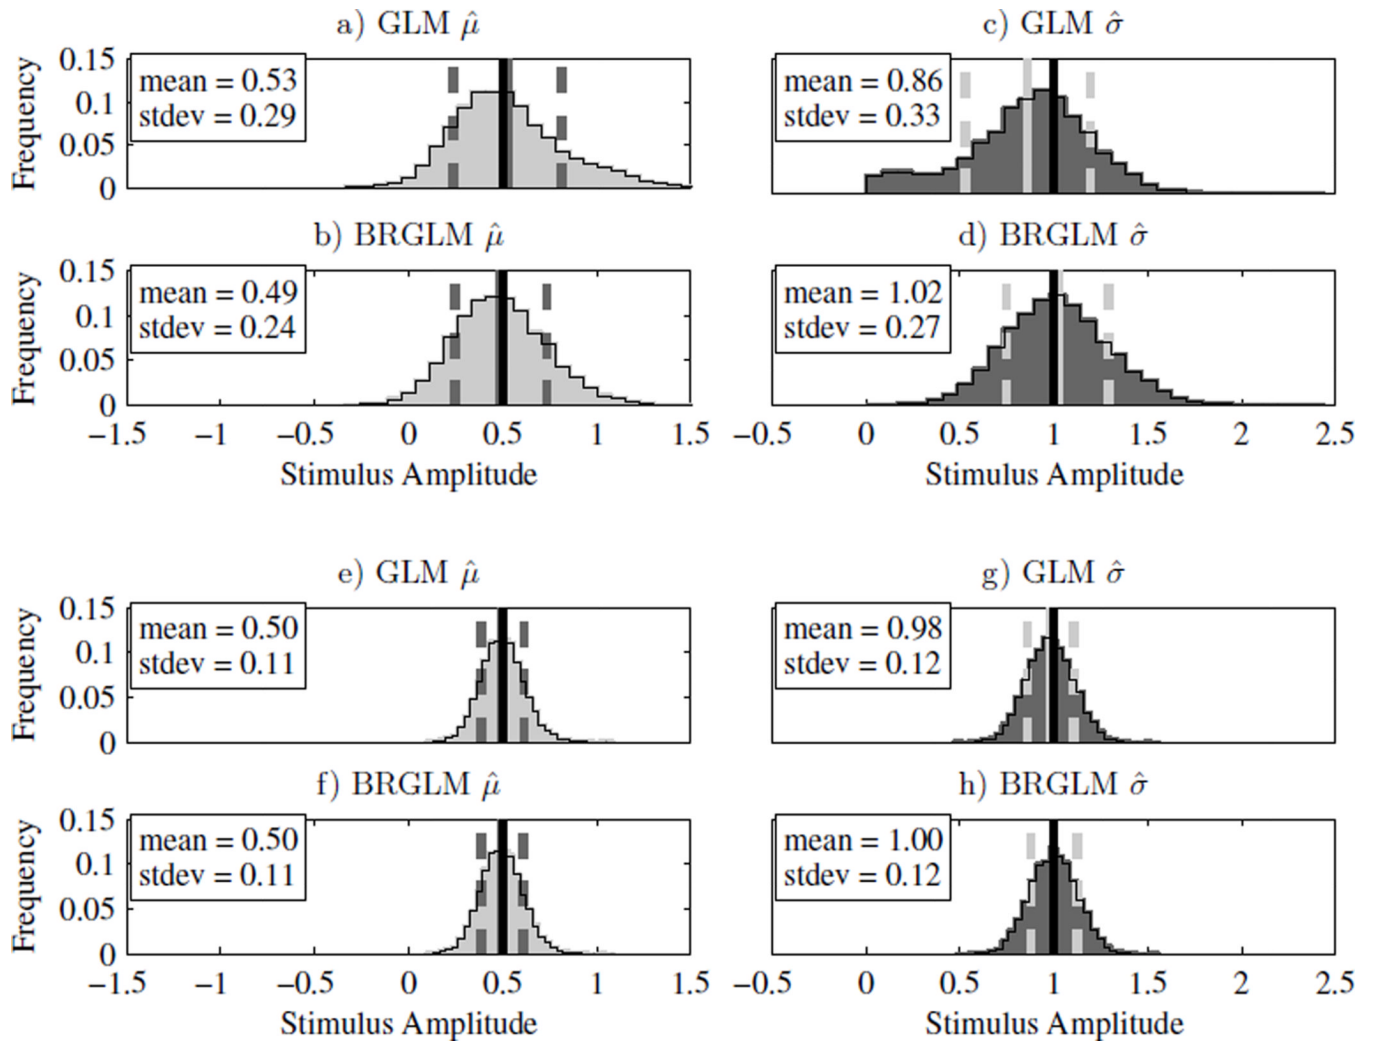 a) GLM μ̂
c) GLM σ̂
Frequency
0.15
0.1
0.05
0
mean = 0.53
stdev = 0.29
mean = 0.86
stdev = 0.33
b) BRGLM μ̂
d) BRGLM σ̂
Frequency
0.15
0.1
0.05
0
mean = 0.49
stdev = 0.24
mean = 1.02
stdev = 0.27
−1.5 −1 −0.5 0 0.5 1 1.5
−0.5 0 0.5 1 1.5 2 2.5
Stimulus Amplitude
Stimulus Amplitude
e) GLM μ̂
g) GLM σ̂
Frequency
0.15
0.1
0.05
0
mean = 0.50
stdev = 0.11
mean = 0.98
stdev = 0.12
f) BRGLM μ̂
h) BRGLM σ̂
Frequency
0.15
0.1
0.05
0
mean = 0.50
stdev = 0.11
mean = 1.00
stdev = 0.12
−1.5 −1 −0.5 0 0.5 1 1.5
−0.5 0 0.5 1 1.5 2 2.5
Stimulus Amplitude
Stimulus Amplitude